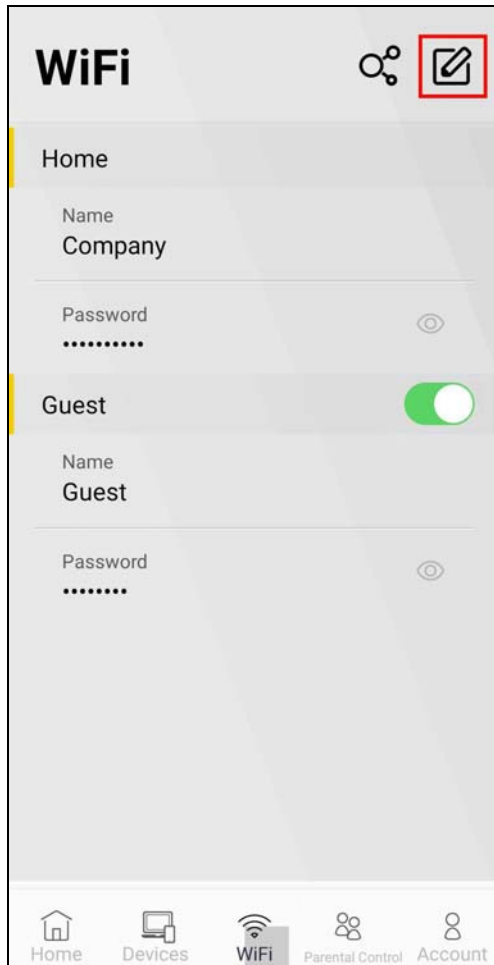 WiFi
Home
Name
Company
Password
••••••••••
Guest
Name
Guest
Password
••••••••
Home Devices WiFi Parental Control Account